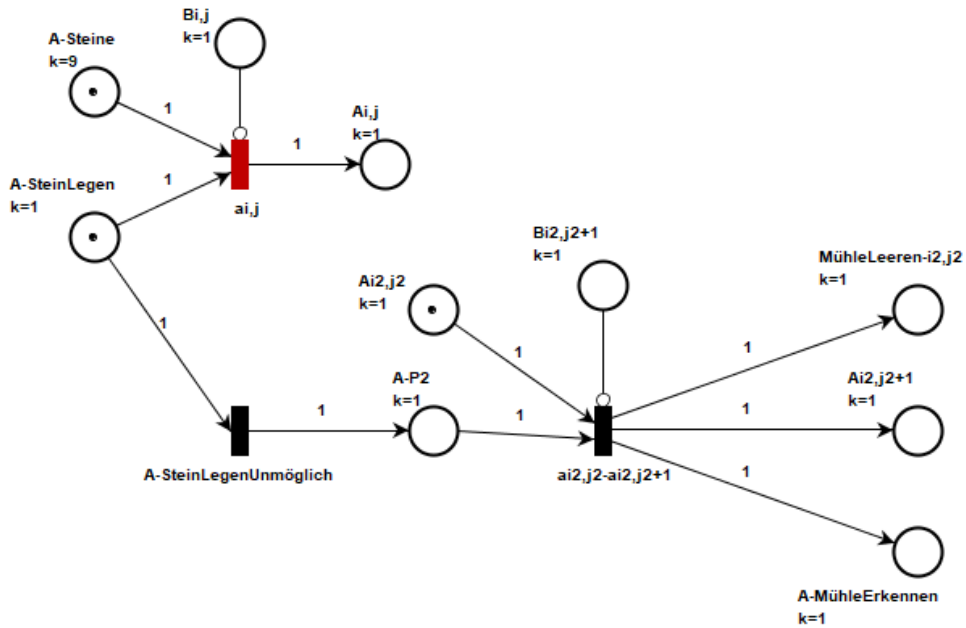 Bi,j
k=1
A-Steine
k=9
1
Ai,j
k=1
1
1
A-SteinLegen
k=1
ai,j
Bi2,j2+1
k=1
MühleLeeren-i2,j2
k=1
Ai2,j2
k=1
1
1
1
Ai2,j2+1
k=1
A-P2
k=1
1
1
1
A-SteinLegenUnmöglich
ai2,j2-ai2,j2+1
1
A-MühleErkennen
k=1